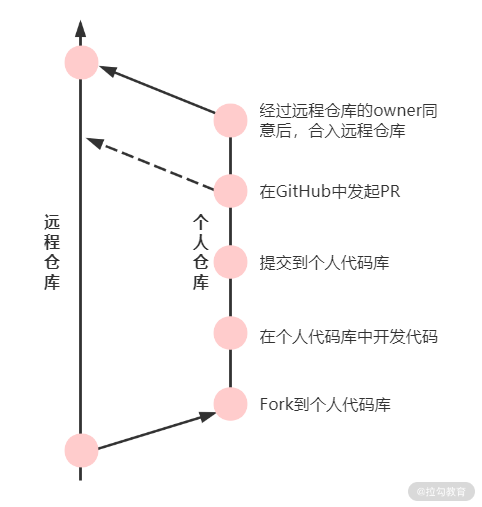 经过远程仓库的owner同
意后，合入远程仓库
在GitHub中发起PR
远程仓库
个人仓库
提交到个人代码库
在个人代码库中开发代码
Fork到个人代码库
@拉勾教育